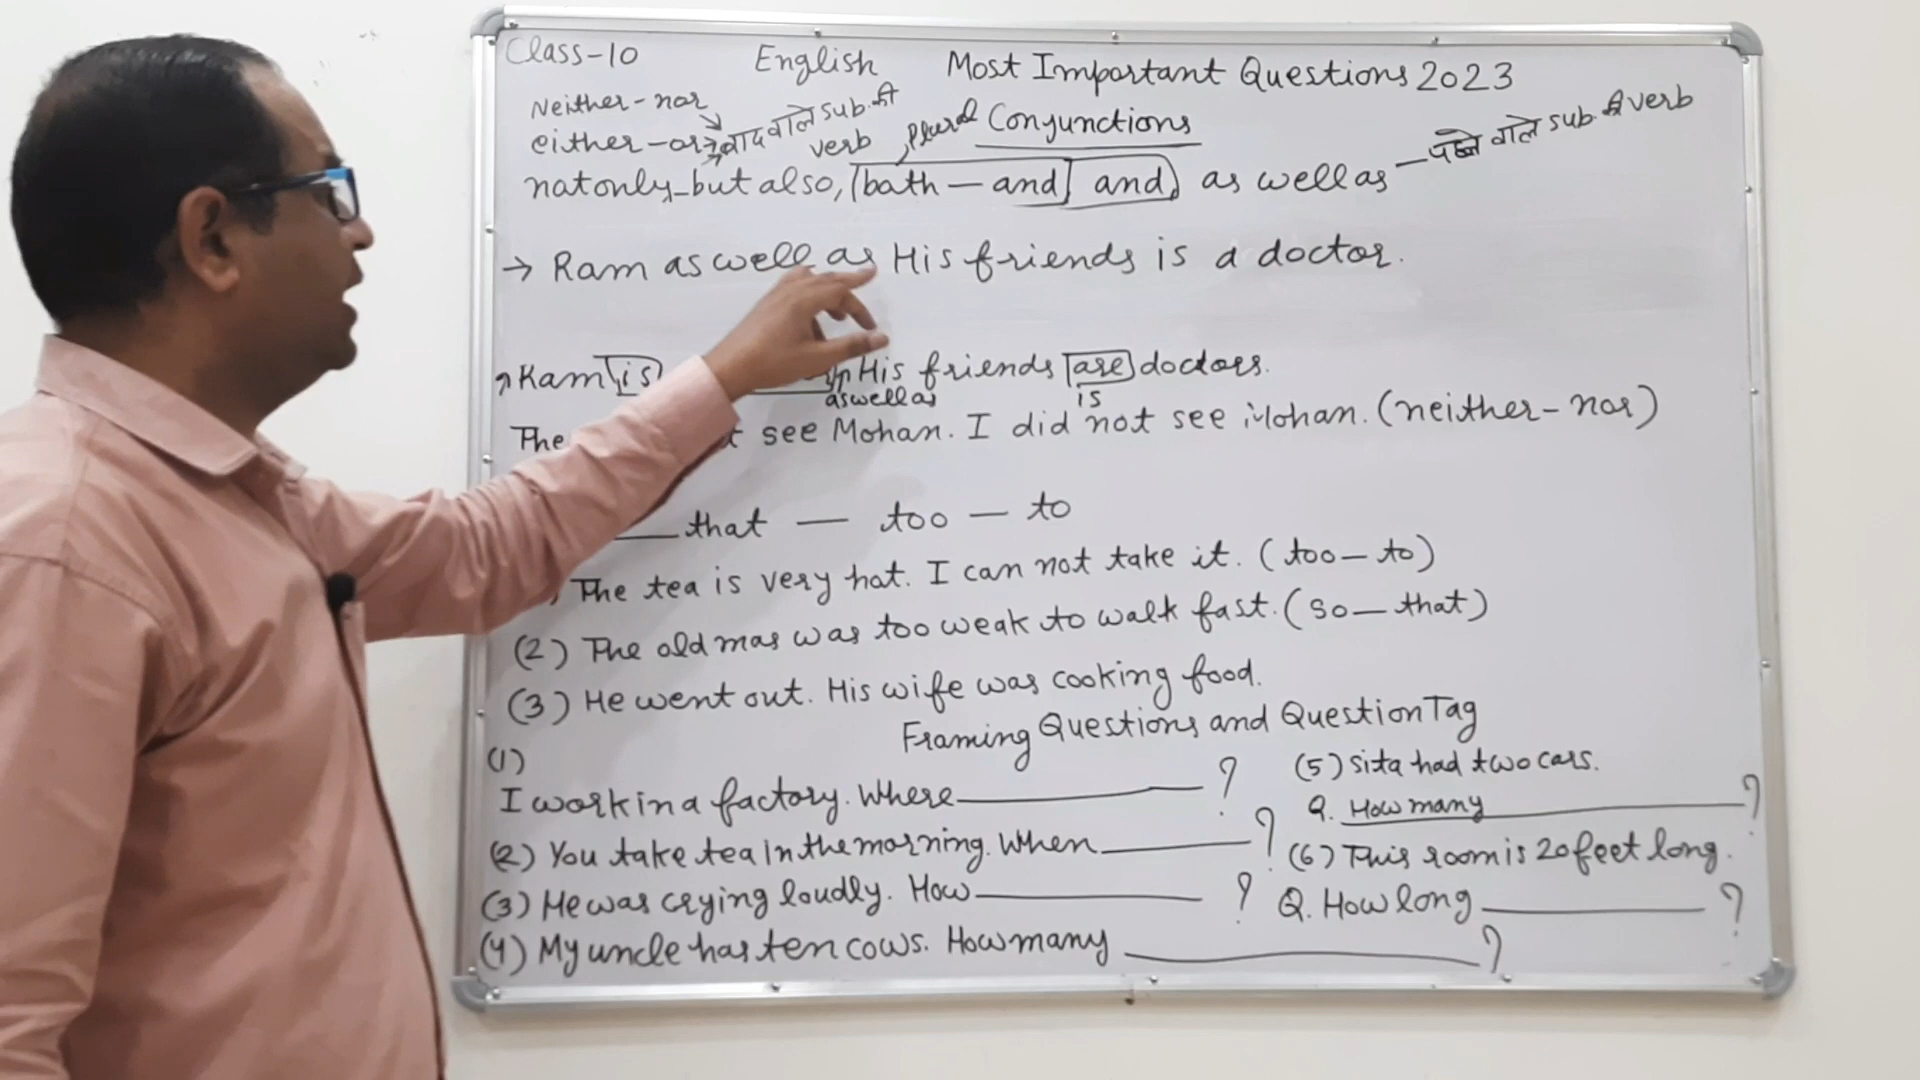 Class-10 English Most Important Questions 2023
Neither-nor
either-or बाद वाले sub. की verb, Plural Conjunctions
not only-but also, both — and and as well as — पहले वाले sub. की verb
→ Ram as well as His friends is a doctor.
Ram is His friends are doctors.
as well as is
The see Mohan. I did not see Mohan. (neither-nor)
that — too — to
The tea is very hot. I can not take it. (too — to)
(2) The old mas was too weak to walk fast. (so — that)
(3) He went out. His wife was cooking food.
Framing Questions and Question Tag
(1)
I work in a factory. Where ?
(2) You take tea in the morning. When ?
(3) He was crying loudly. How ?
(4) My uncle has ten cows. How many ?
(5) Sita had two cars.
Q. How many ?
(6) This room is 20 feet long.
Q. How long ?